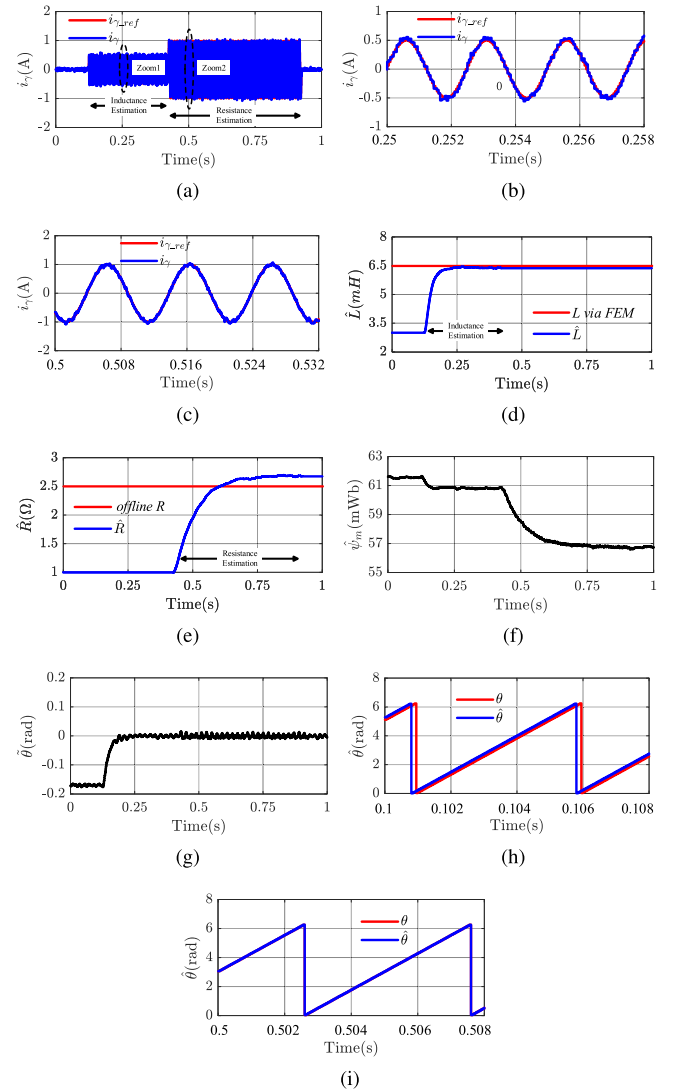 2
1
0
-1
-2
i_γ(A)
i_γ_ref
i_γ
Zoom1
Zoom2
Inductance
Estimation
Resistance
Estimation
0
0.25
0.5
0.75
1
Time(s)
(a)
1
0.5
0
-0.5
-1
i_γ(A)
i_γ_ref
i_γ
0
0.25
0.252
0.254
0.256
0.258
Time(s)
(b)
2
1
0
-1
-2
i_γ(A)
i_γ_ref
i_γ
0.5
0.508
0.516
0.524
0.532
Time(s)
(c)
8
6.5
5
3.5
2
L̂(mH)
L via FEM
L̂
Inductance
Estimation
0
0.25
0.5
0.75
1
Time(s)
(d)
3
2.5
2
1.5
1
R̂(Ω)
offline R
R̂
Resistance
Estimation
0
0.25
0.5
0.75
1
Time(s)
(e)
63
61
59
57
55
ψ̂_m(mWb)
0
0.25
0.5
0.75
1
Time(s)
(f)
0.2
0.1
0
-0.1
-0.2
θ̃(rad)
0
0.25
0.5
0.75
1
Time(s)
(g)
8
6
4
2
0
θ̂(rad)
θ
θ̂
0.1
0.102
0.104
0.106
0.108
Time(s)
(h)
8
6
4
2
0
θ̂(rad)
θ
θ̂
0.5
0.502
0.504
0.506
0.508
Time(s)
(i)